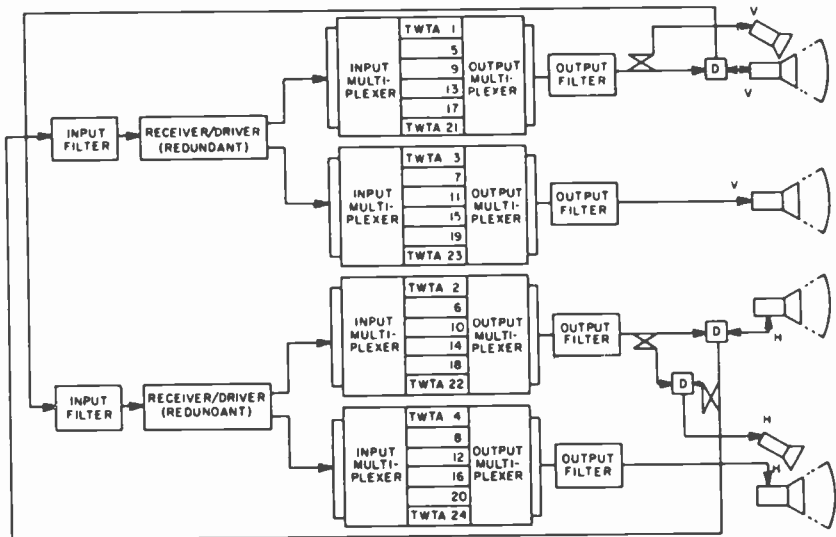 INPUT
FILTER
RECEIVER/DRIVER
(REDUNDANT)
INPUT
MULTI-
PLEXER
TWTA 1
5
9
13
17
TWTA 21
OUTPUT
MULTI-
PLEXER
OUTPUT
FILTER
D
V
V
INPUT
MULTI-
PLEXER
TWTA 3
7
11
15
19
TWTA 23
OUTPUT
MULTI-
PLEXER
OUTPUT
FILTER
V
INPUT
FILTER
RECEIVER/DRIVER
(REDUNDANT)
INPUT
MULTI-
PLEXER
TWTA 2
6
10
14
18
TWTA 22
OUTPUT
MULTI-
PLEXER
OUTPUT
FILTER
D
H
D
H
INPUT
MULTI-
PLEXER
TWTA 4
8
12
16
20
TWTA 24
OUTPUT
MULTI-
PLEXER
OUTPUT
FILTER
H